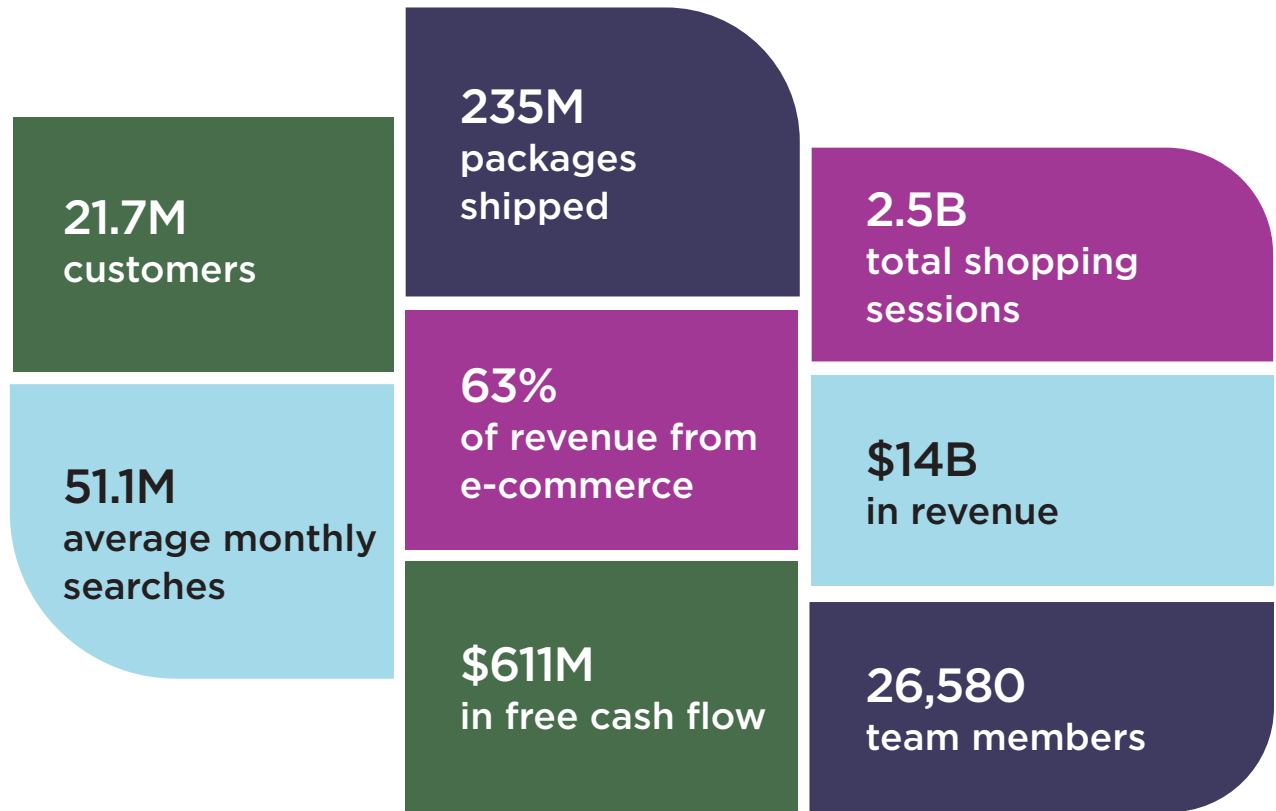 21.7M
customers
51.1M
average monthly
searches
235M
packages
shipped
63%
of revenue from
e-commerce
$611M
in free cash flow
2.5B
total shopping
sessions
$14B
in revenue
26,580
team members